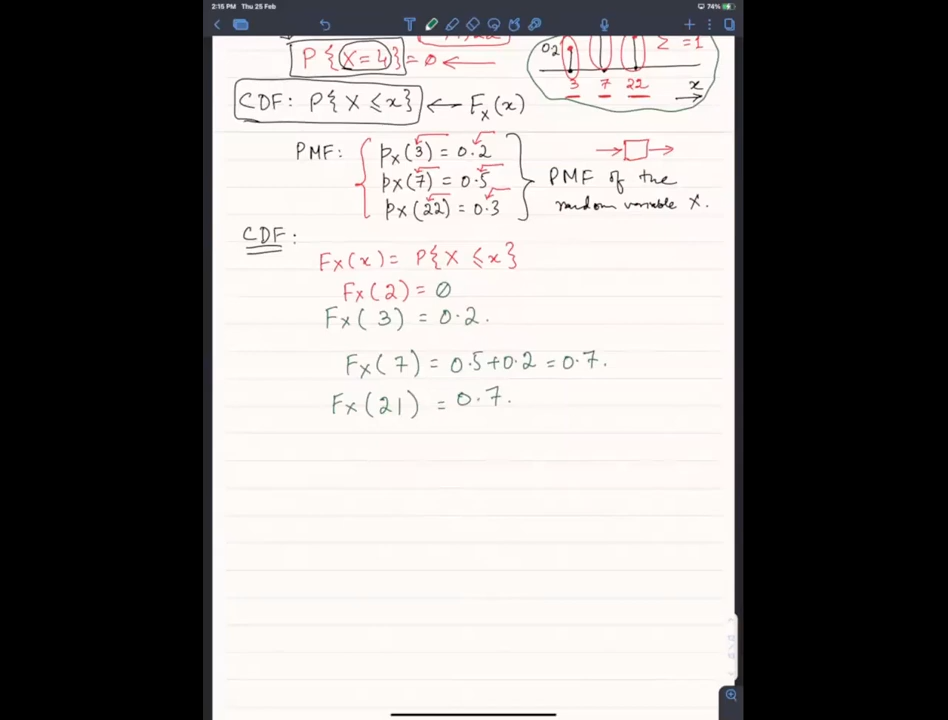 2:15 PM Thu 25 Feb
74%
P{X=4}=0
0.2
Σ =1
3 7 22 x
CDF: P{X ≤x} ← Fx(x)
PMF: px(3) = 0.2
px(7) = 0.5
px(22) = 0.3
PMF of the
random variable X.
CDF:
Fx(x) = P{X ≤x}
Fx(2) = 0
Fx(3) = 0.2.
Fx(7) = 0.5+0.2 = 0.7.
Fx(21) = 0.7.